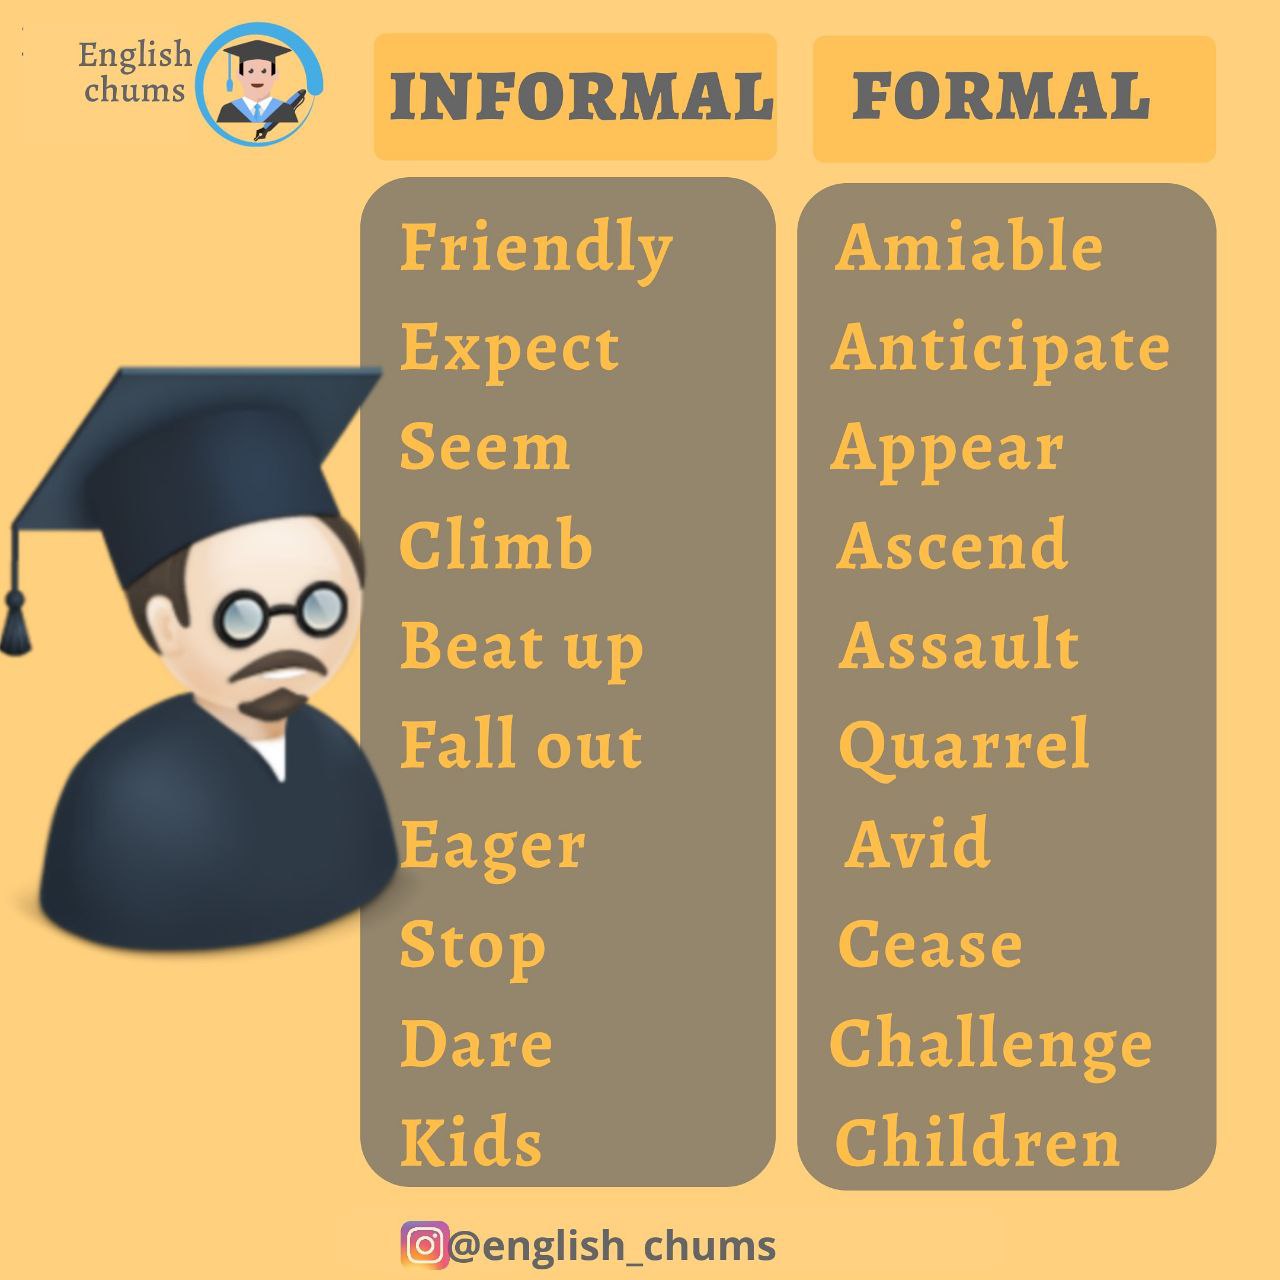 English
chums
INFORMAL FORMAL
Friendly Amiable
Expect Anticipate
Seem Appear
Climb Ascend
Beat up Assault
Fall out Quarrel
Eager Avid
Stop Cease
Dare Challenge
Kids Children
@english_chums